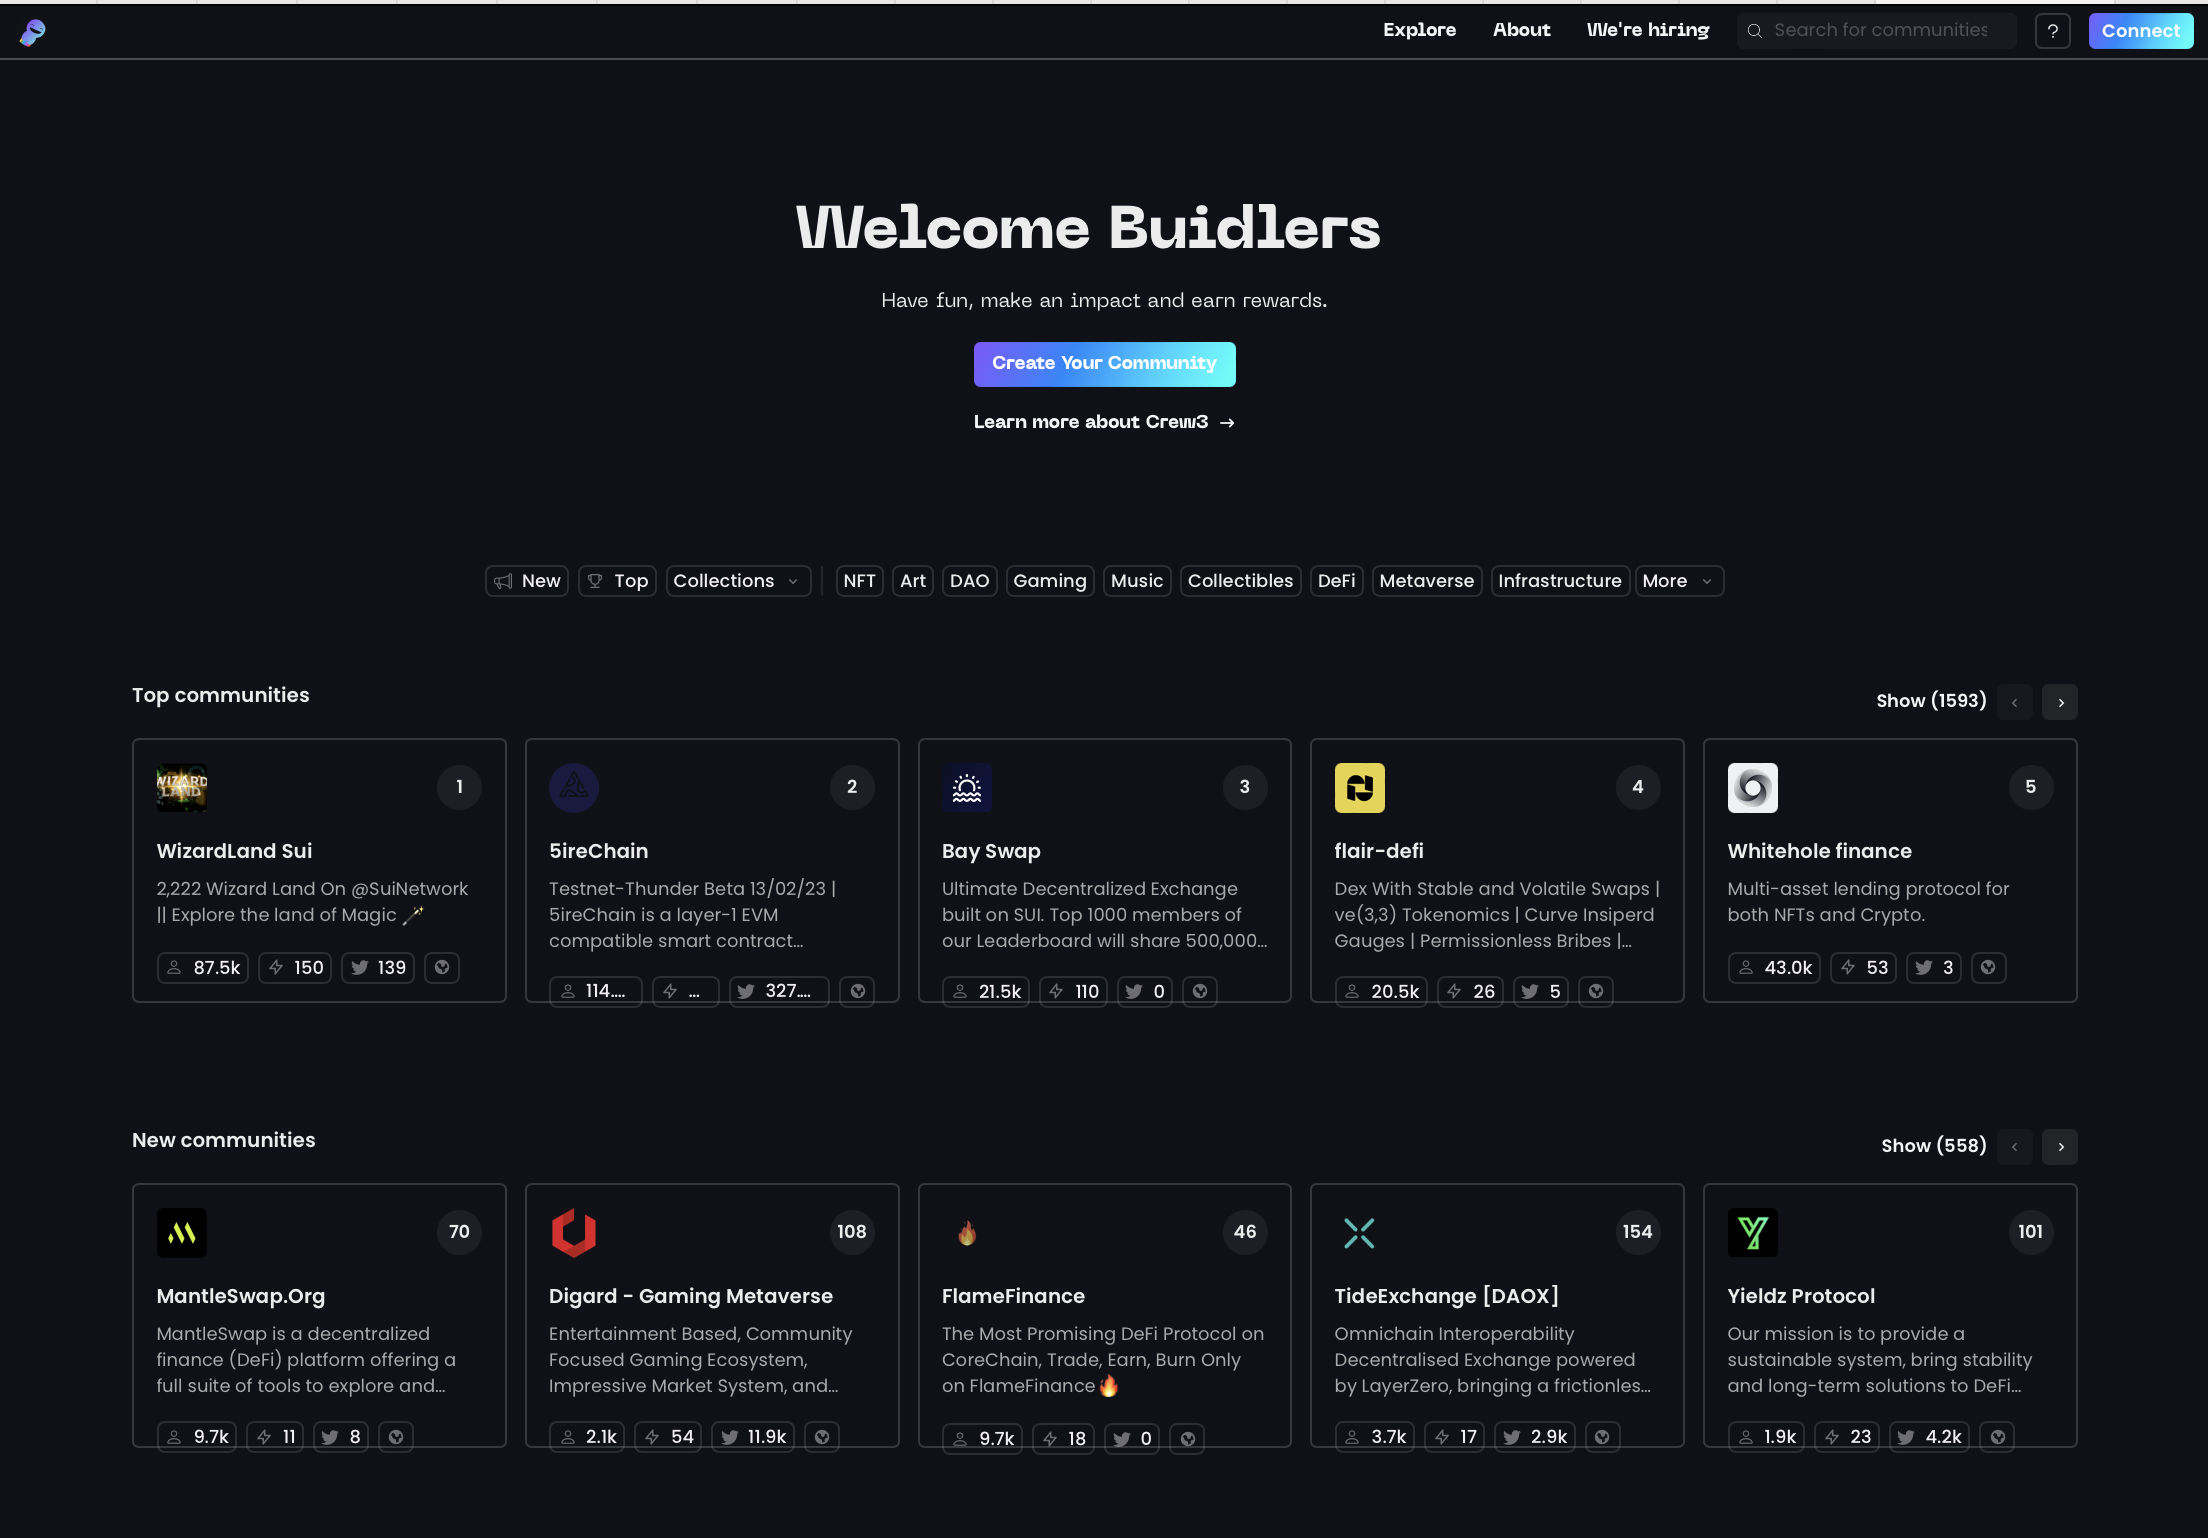 Explore About We're hiring Search for communities ? Connect
Welcome Buidlers
Have fun, make an impact and earn rewards.
Create Your Community
Learn more about Crew3 →
New Top Collections NFT Art DAO Gaming Music Collectibles DeFi Metaverse Infrastructure More
Top communities
Show (1593)
WIZARD
LAND
1
WizardLand Sui
2,222 Wizard Land On @SuiNetwork
|| Explore the land of Magic 🪄
87.5k 150 139
2
5ireChain
Testnet-Thunder Beta 13/02/23 |
5ireChain is a layer-1 EVM
compatible smart contract...
114.... ... 327....
3
Bay Swap
Ultimate Decentralized Exchange
built on SUI. Top 1000 members of
our Leaderboard will share 500,000...
21.5k 110 0
4
flair-defi
Dex With Stable and Volatile Swaps |
ve(3,3) Tokenomics | Curve Insiperd
Gauges | Permissionless Bribes |...
20.5k 26 5
5
Whitehole finance
Multi-asset lending protocol for
both NFTs and Crypto.
43.0k 53 3
New communities
Show (558)
70
MantleSwap.Org
MantleSwap is a decentralized
finance (DeFi) platform offering a
full suite of tools to explore and...
9.7k 11 8
108
Digard - Gaming Metaverse
Entertainment Based, Community
Focused Gaming Ecosystem,
Impressive Market System, and...
2.1k 54 11.9k
46
FlameFinance
The Most Promising DeFi Protocol on
CoreChain, Trade, Earn, Burn Only
on FlameFinance🔥
9.7k 18 0
154
TideExchange [DAOX]
Omnichain Interoperability
Decentralised Exchange powered
by LayerZero, bringing a frictionles...
3.7k 17 2.9k
101
Yieldz Protocol
Our mission is to provide a
sustainable system, bring stability
and long-term solutions to DeFi...
1.9k 23 4.2k